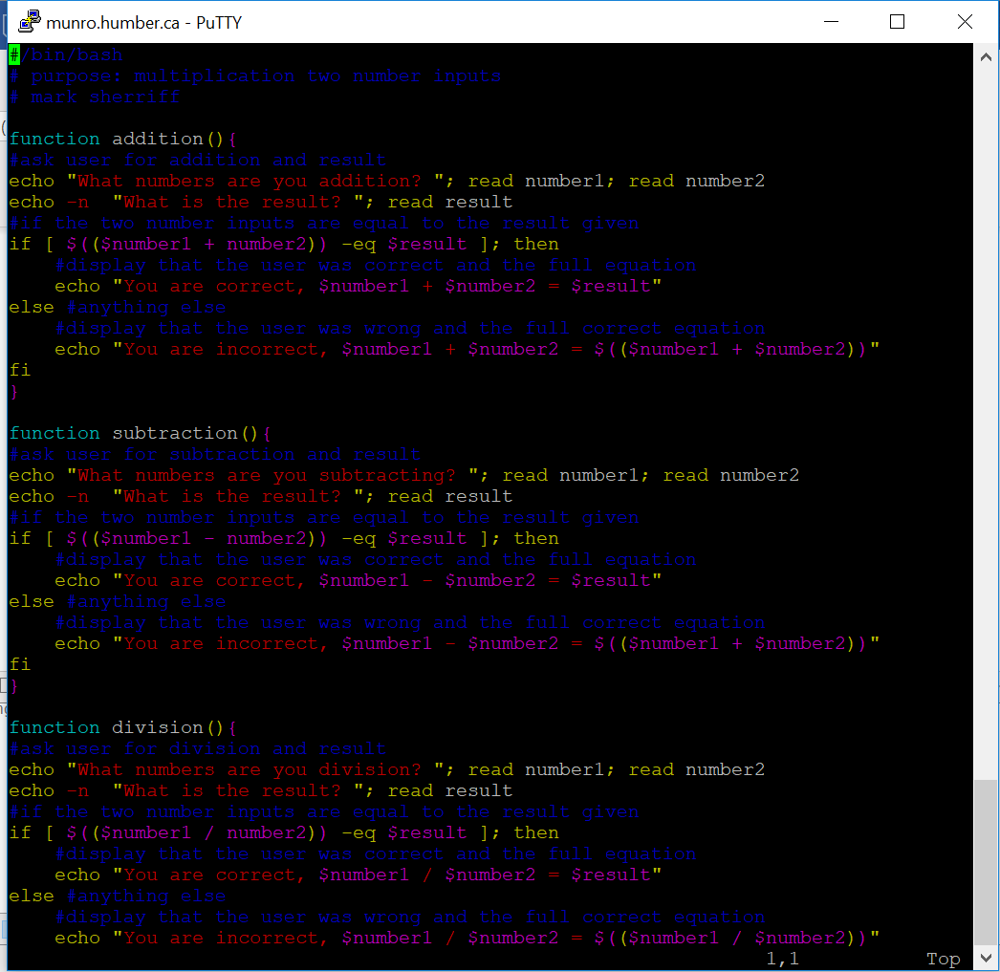 munro.humber.ca - PuTTY
#/bin/bash
# purpose: multiplication two number inputs
# mark sherriff
function addition(){
#ask user for addition and result
echo "What numbers are you addition? "; read number1; read number2
echo -n  "What is the result? "; read result
#if the two number inputs are equal to the result given
if [ $(($number1 + number2)) -eq $result ]; then
    #display that the user was correct and the full equation
    echo "You are correct, $number1 + $number2 = $result"
else #anything else
    #display that the user was wrong and the full correct equation
    echo "You are incorrect, $number1 + $number2 = $(($number1 + $number2))"
fi
}
function subtraction(){
#ask user for subtraction and result
echo "What numbers are you subtracting? "; read number1; read number2
echo -n  "What is the result? "; read result
#if the two number inputs are equal to the result given
if [ $(($number1 - number2)) -eq $result ]; then
    #display that the user was correct and the full equation
    echo "You are correct, $number1 - $number2 = $result"
else #anything else
    #display that the user was wrong and the full correct equation
    echo "You are incorrect, $number1 - $number2 = $(($number1 + $number2))"
fi
}
function division(){
#ask user for division and result
echo "What numbers are you division? "; read number1; read number2
echo -n  "What is the result? "; read result
#if the two number inputs are equal to the result given
if [ $(($number1 / number2)) -eq $result ]; then
    #display that the user was correct and the full equation
    echo "You are correct, $number1 / $number2 = $result"
else #anything else
    #display that the user was wrong and the full correct equation
    echo "You are incorrect, $number1 / $number2 = $(($number1 / $number2))"
1,1 Top